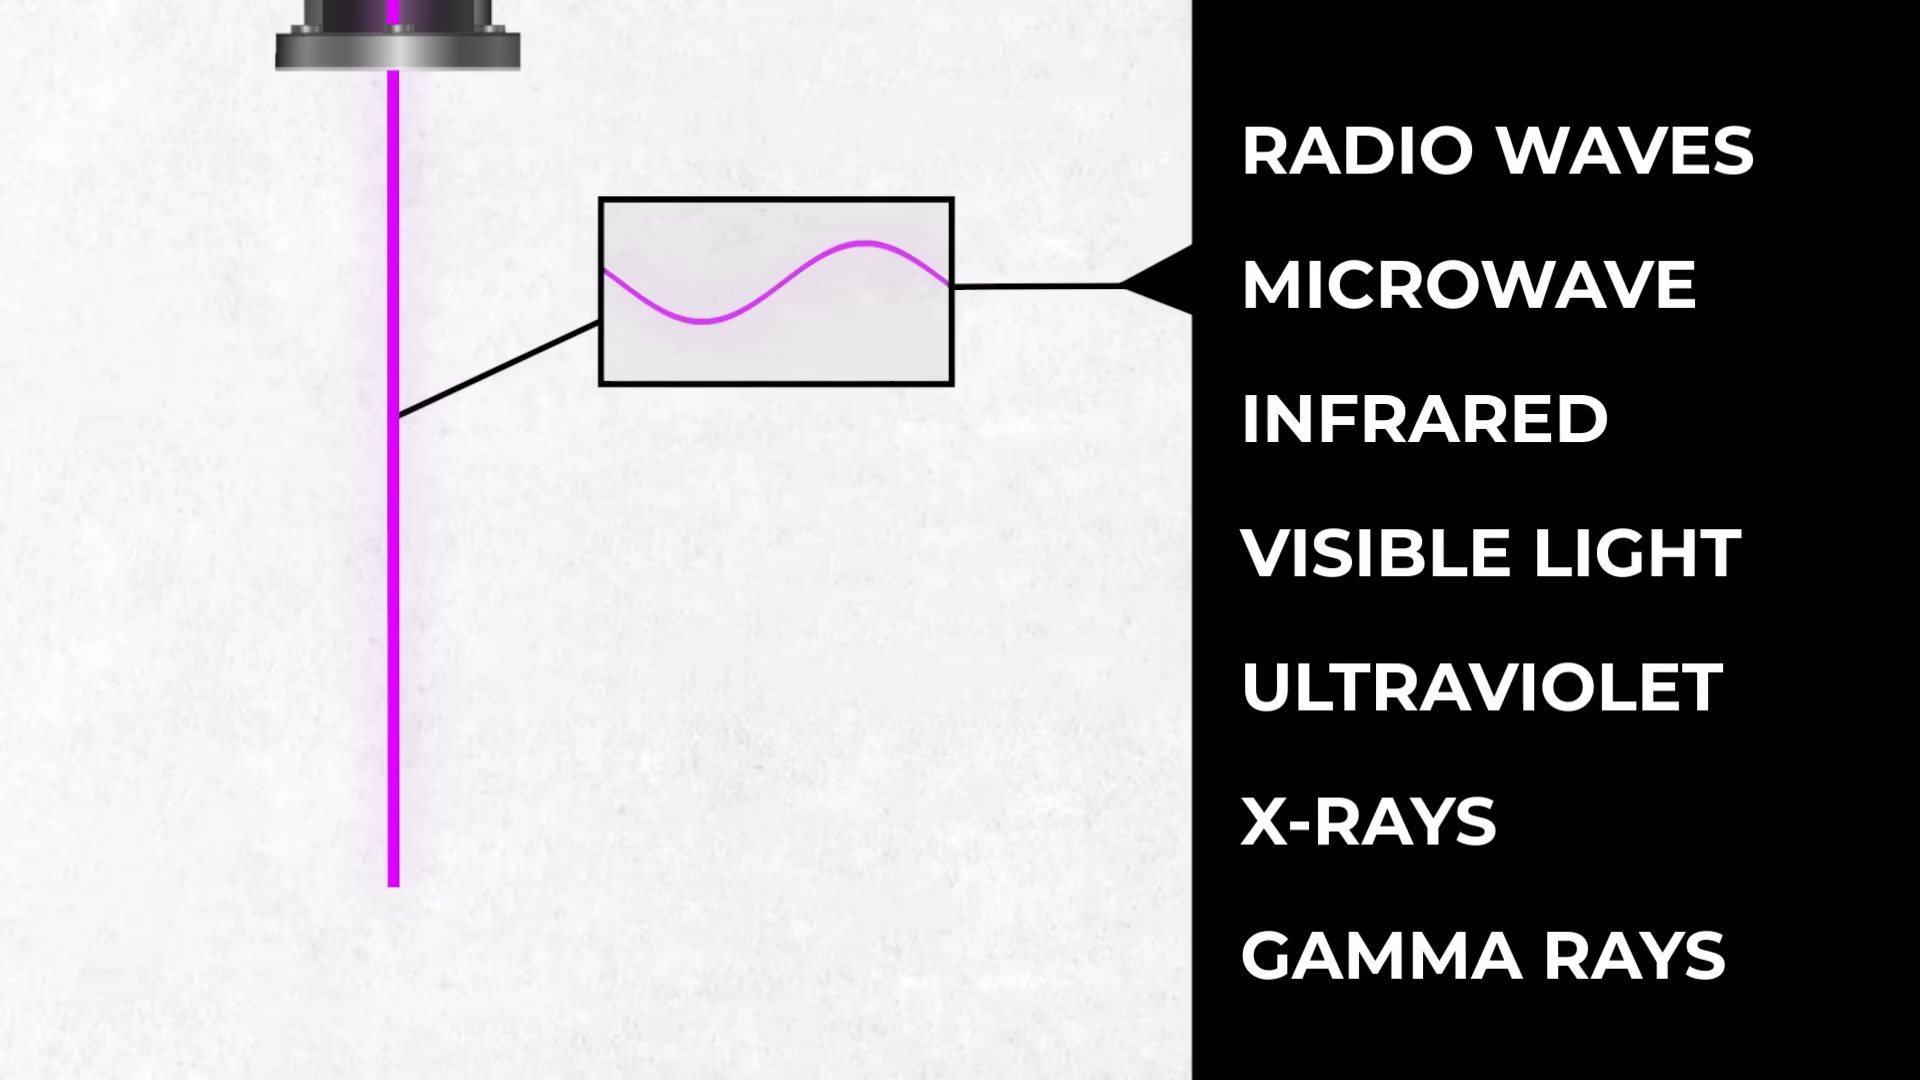 RADIO WAVES
MICROWAVE
INFRARED
VISIBLE LIGHT
ULTRAVIOLET
X-RAYS
GAMMA RAYS